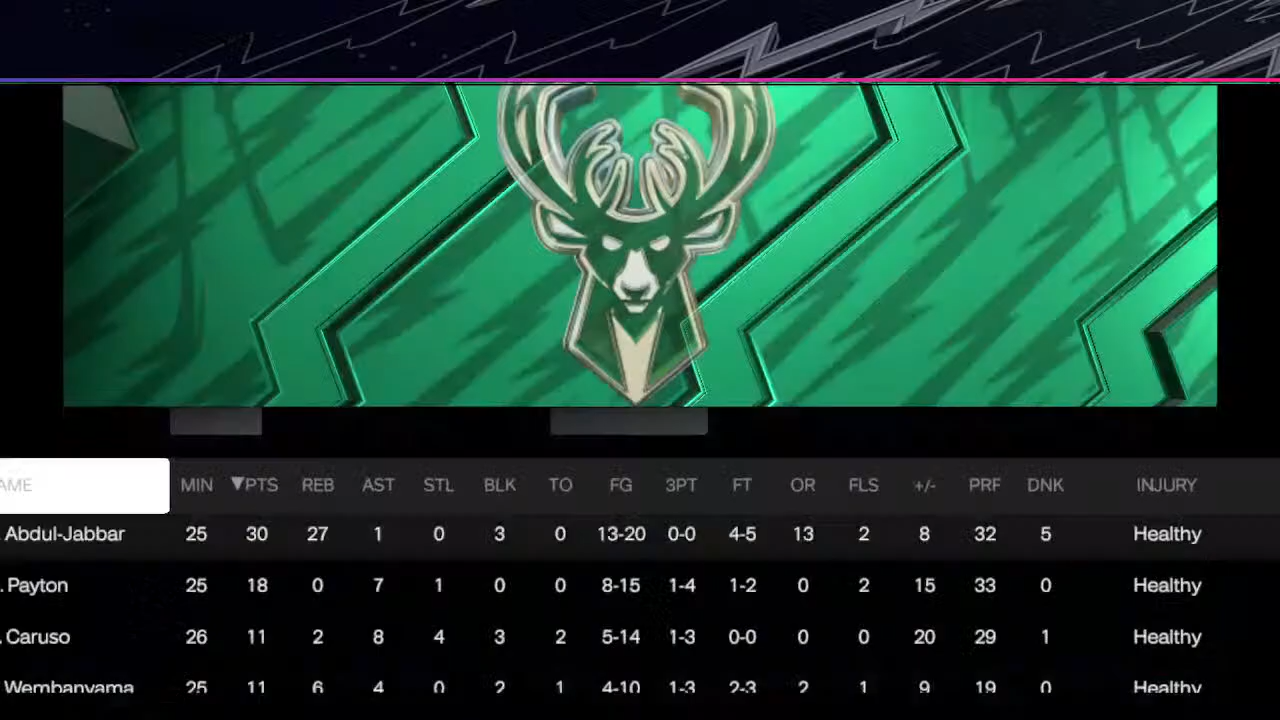 AME MIN ▼PTS REB AST STL BLK TO FG 3PT FT OR FLS +/- PRF DNK INJURY
. Abdul-Jabbar 25 30 27 1 0 3 0 13-20 0-0 4-5 13 2 8 32 5 Healthy
. Payton 25 18 0 7 1 0 0 8-15 1-4 1-2 0 2 15 33 0 Healthy
. Caruso 26 11 2 8 4 3 2 5-14 1-3 0-0 0 0 20 29 1 Healthy
Wembanyama 25 11 6 4 0 2 1 4-10 1-3 2-3 2 1 9 19 0 Healthy